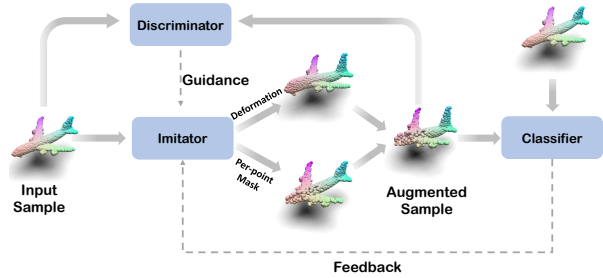 Discriminator
Guidance
Deformation
Imitator
Classifier
Per-point
Mask
Input
Sample
Augmented
Sample
Feedback